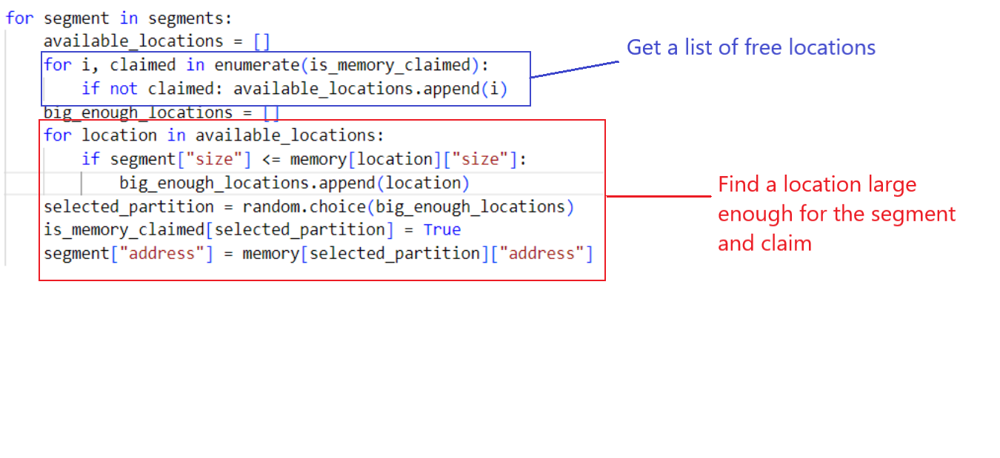 for segment in segments:
    available_locations = []
    for i, claimed in enumerate(is_memory_claimed):
        if not claimed: available_locations.append(i)
    big_enough_locations = []
    for location in available_locations:
        if segment["size"] <= memory[location]["size"]:
            big_enough_locations.append(location)
    selected_partition = random.choice(big_enough_locations)
    is_memory_claimed[selected_partition] = True
    segment["address"] = memory[selected_partition]["address"]
Get a list of free locations
Find a location large
enough for the segment
and claim